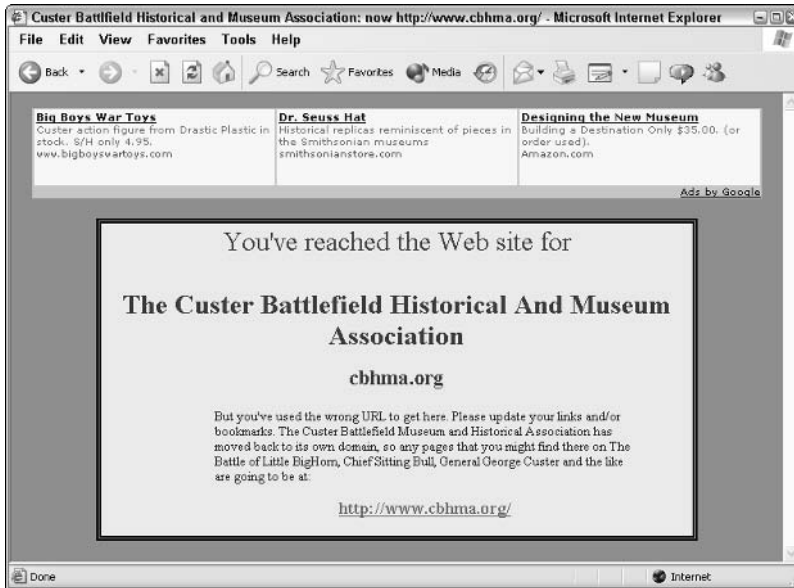 Custer Battlfield Historical and Museum Association: now http://www.cbhma.org/ - Microsoft Internet Explorer
File Edit View Favorites Tools Help
Back Search Favorites Media
Big Boys War Toys
Custer action figure from Drastic Plastic in
stock. S/H only 4.95.
www.bigboyswartoys.com
Dr. Seuss Hat
Historical replicas reminiscent of pieces in
the Smithsonian museums
smithsonianstore.com
Designing the New Museum
Building a Destination Only $35.00. (or
order used).
Amazon.com
Ads by Google
You've reached the Web site for
The Custer Battlefield Historical And Museum
Association
cbhma.org
But you've used the wrong URL to get here. Please update your links and/or
bookmarks. The Custer Battlefield Museum and Historical Association has
moved back to its own domain, so any pages that you might find there on The
Battle of Little BigHorn, Chief Sitting Bull, General George Custer and the like
are going to be at:
http://www.cbhma.org/
Done Internet